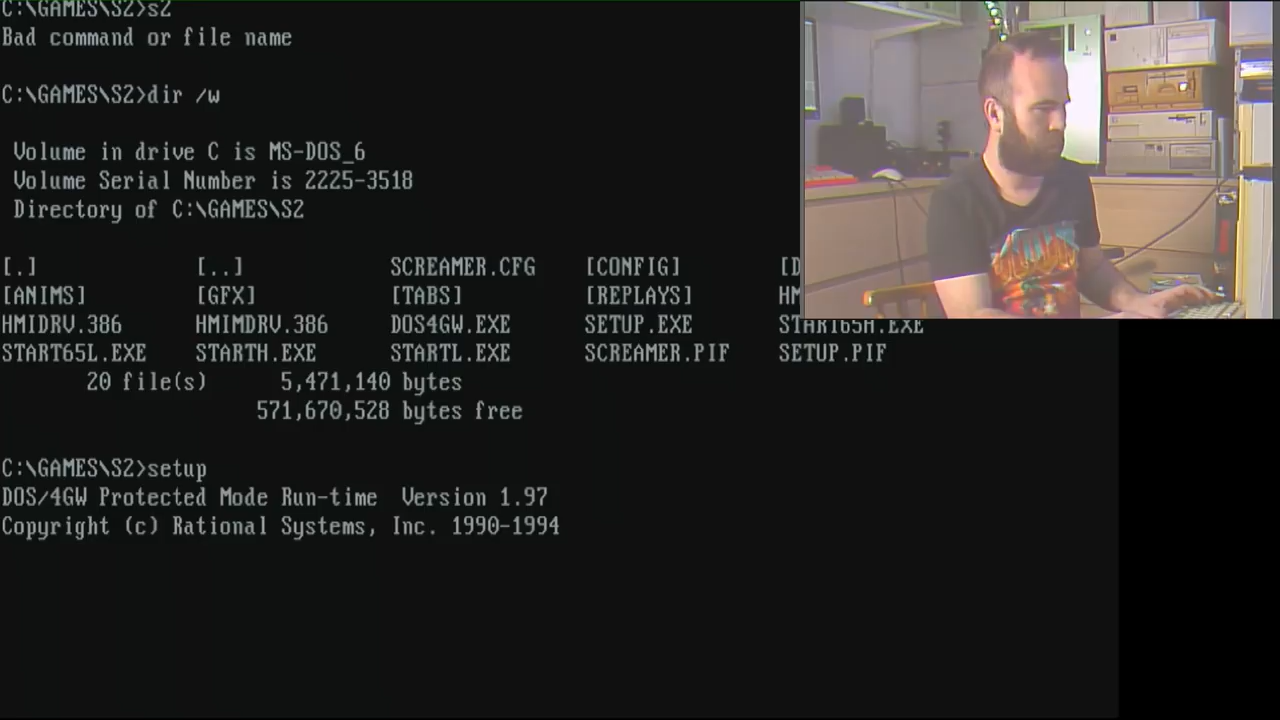 C:\GAMES\S2>s2
Bad command or file name
C:\GAMES\S2>dir /w
Volume in drive C is MS-DOS_6
Volume Serial Number is 2225-3518
Directory of C:\GAMES\S2
[.] [..] SCREAMER.CFG [CONFIG]
[ANIMS] [GFX] [TABS] [REPLAYS]
HMIDRV.386 HMIMDRV.386 DOS4GW.EXE SETUP.EXE START65H.EXE
START65L.EXE STARTH.EXE STARTL.EXE SCREAMER.PIF SETUP.PIF
20 file(s) 5,471,140 bytes
571,670,528 bytes free
C:\GAMES\S2>setup
DOS/4GW Protected Mode Run-time Version 1.97
Copyright (c) Rational Systems, Inc. 1990-1994